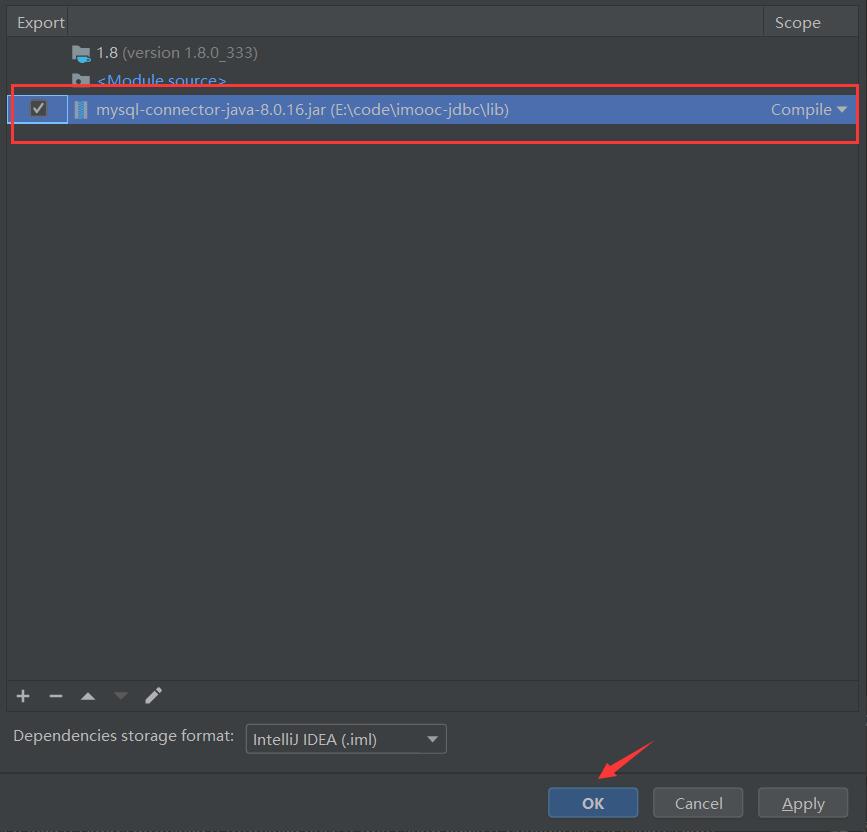 Export Scope
1.8 (version 1.8.0_333)
<Module source>
mysql-connector-java-8.0.16.jar (E:\code\imooc-jdbc\lib) Compile
Dependencies storage format: IntelliJ IDEA (.iml)
OK Cancel Apply